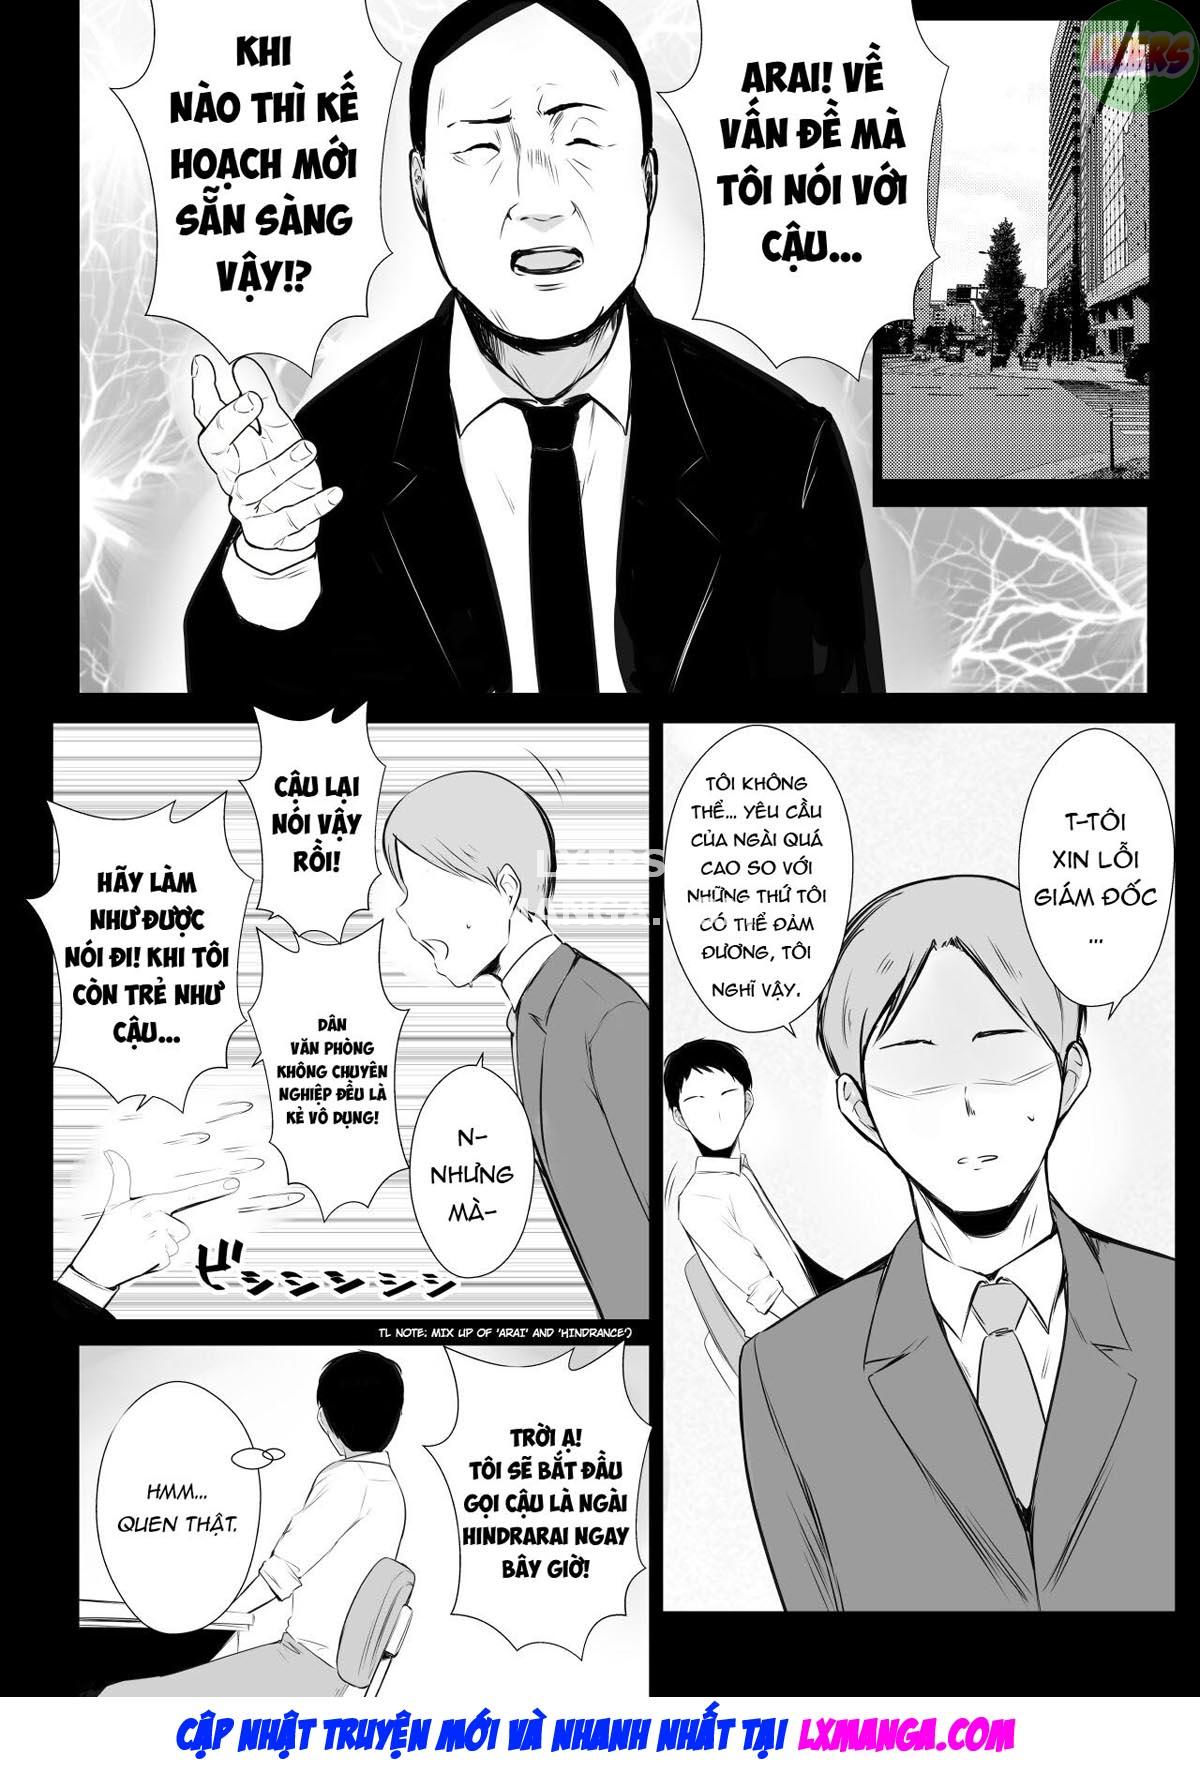 ARAI! VỀ
VẤN ĐỀ MÀ
TÔI NÓI VỚI
CẬU...
KHI
NÀO THÌ KẾ
HOẠCH MỚI
SẴN SÀNG
VẬY!?
T-TÔI
XIN LỖI
GIÁM ĐỐC
...
TÔI KHÔNG
THỂ... YÊU CẦU
CỦA NGÀI QUÁ
CAO SO VỚI
NHỮNG THỨ TÔI
CÓ THỂ ĐẢM
ĐƯƠNG, TÔI
NGHĨ VẬY.
CẬU LẠI
NÓI VẬY
RỒI!
HÃY LÀM
NHƯ ĐƯỢC
NÓI ĐI! KHI TÔI
CÒN TRẺ NHƯ
CẬU...
DÂN
VĂN PHÒNG
KHÔNG CHUYÊN
NGHIỆP ĐỀU LÀ
KẺ VÔ DỤNG!
N-
NHƯNG
MÀ-
ビシシシシシ
TL NOTE: MIX UP OF 'ARAI' AND 'HINDRANCE')
TRỜI Ạ!
TÔI SẼ BẮT ĐẦU
GỌI CẬU LÀ NGÀI
HINDRARAI NGAY
BÂY GIỜ!
HMM...
QUEN THẬT.
LXERS
LXERS
MANGA.
CẬP NHẬT TRUYỆN MỚI VÀ NHANH NHẤT TẠI LXMANGA.COM